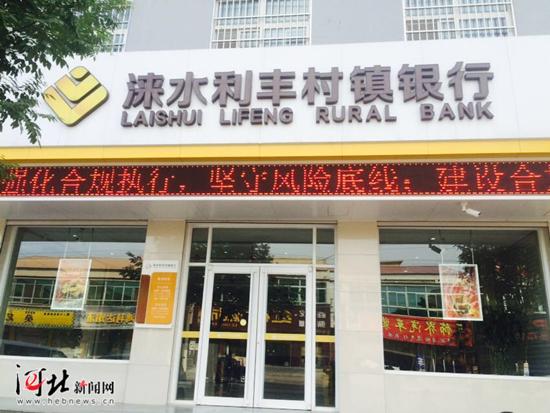 涞水利丰村镇银行
LAISHUI LIFENG RURAL BANK
强化合规执行，坚守风险底线；建设合
河北新闻网
www.hebnews.cn